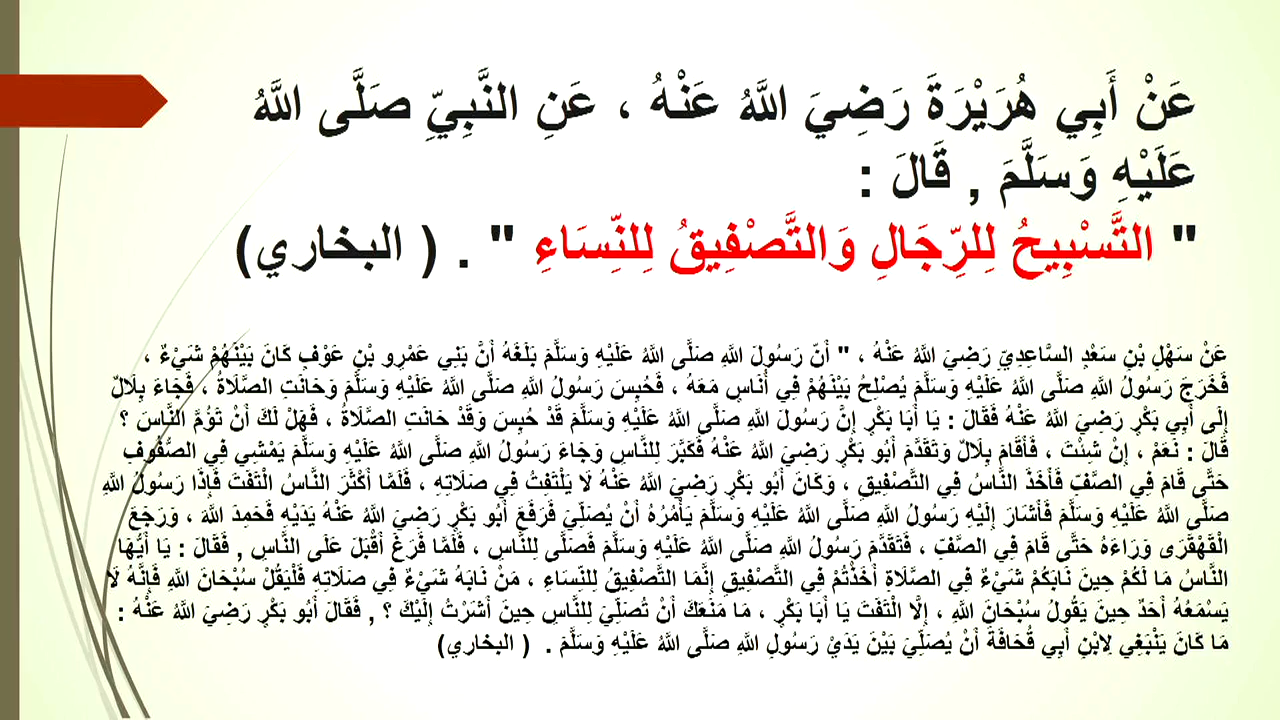 عَنْ أَبِي هُرَيْرَةَ رَضِيَ اللَّهُ عَنْهُ ، عَنِ النَّبِيِّ صَلَّى اللَّهُ
عَلَيْهِ وَسَلَّمَ , قَالَ :
" التَّسْبِيحُ لِلرِّجَالِ وَالتَّصْفِيقُ لِلنِّسَاءِ " . ( البخاري)
عَنْ سَهْلِ بْنِ سَعْدٍ السَّاعِدِيِّ رَضِيَ اللَّهُ عَنْهُ ، " أَنّ رَسُولَ اللَّهِ صَلَّى اللَّهُ عَلَيْهِ وَسَلَّمَ بَلَغَهُ أَنَّ بَنِي عَمْرِو بْنِ عَوْفٍ كَانَ بَيْنَهُمْ شَيْءٌ ،
فَخَرَجَ رَسُولُ اللَّهِ صَلَّى اللَّهُ عَلَيْهِ وَسَلَّمَ يُصْلِحُ بَيْنَهُمْ فِي أُنَاسٍ مَعَهُ ، فَحُبِسَ رَسُولُ اللَّهِ صَلَّى اللَّهُ عَلَيْهِ وَسَلَّمَ وَحَانَتِ الصَّلَاةُ ، فَجَاءَ بِلَالٌ
إِلَى أَبِي بَكْرٍ رَضِيَ اللَّهُ عَنْهُ فَقَالَ : يَا أَبَا بَكْرٍ إِنَّ رَسُولَ اللَّهِ صَلَّى اللَّهُ عَلَيْهِ وَسَلَّمَ قَدْ حُبِسَ وَقَدْ حَانَتِ الصَّلَاةُ ، فَهَلْ لَكَ أَنْ تَؤُمَّ النَّاسَ ؟
قَالَ : نَعَمْ ، إِنْ شِئْتَ ، فَأَقَامَ بِلَالٌ وَتَقَدَّمَ أَبُو بَكْرٍ رَضِيَ اللَّهُ عَنْهُ فَكَبَّرَ لِلنَّاسِ وَجَاءَ رَسُولُ اللَّهِ صَلَّى اللَّهُ عَلَيْهِ وَسَلَّمَ يَمْشِي فِي الصُّفُوفِ
حَتَّى قَامَ فِي الصَّفِّ فَأَخَذَ النَّاسُ فِي التَّصْفِيقِ ، وَكَانَ أَبُو بَكْرٍ رَضِيَ اللَّهُ عَنْهُ لَا يَلْتَفِتُ فِي صَلَاتِهِ ، فَلَمَّا أَكْثَرَ النَّاسُ الْتَفَتَ فَإِذَا رَسُولُ اللَّهِ
صَلَّى اللَّهُ عَلَيْهِ وَسَلَّمَ فَأَشَارَ إِلَيْهِ رَسُولُ اللَّهِ صَلَّى اللَّهُ عَلَيْهِ وَسَلَّمَ يَأْمُرُهُ أَنْ يُصَلِّيَ فَرَفَعَ أَبُو بَكْرٍ رَضِيَ اللَّهُ عَنْهُ يَدَيْهِ فَحَمِدَ اللَّهَ ، وَرَجَعَ
الْقَهْقَرَى وَرَاءَهُ حَتَّى قَامَ فِي الصَّفِّ ، فَتَقَدَّمَ رَسُولُ اللَّهِ صَلَّى اللَّهُ عَلَيْهِ وَسَلَّمَ فَصَلَّى لِلنَّاسِ ، فَلَمَّا فَرَغَ أَقْبَلَ عَلَى النَّاسِ , فَقَالَ : يَا أَيُّهَا
النَّاسُ مَا لَكُمْ حِينَ نَابَكُمْ شَيْءٌ فِي الصَّلَاةِ أَخَذْتُمْ فِي التَّصْفِيقِ إِنَّمَا التَّصْفِيقُ لِلنِّسَاءِ ، مَنْ نَابَهُ شَيْءٌ فِي صَلَاتِهِ فَلْيَقُلْ سُبْحَانَ اللَّهِ فَإِنَّهُ لَا
يَسْمَعُهُ أَحَدٌ حِينَ يَقُولُ سُبْحَانَ اللَّهِ ، إِلَّا الْتَفَتَ يَا أَبَا بَكْرٍ ، مَا مَنَعَكَ أَنْ تُصَلِّيَ لِلنَّاسِ حِينَ أَشَرْتُ إِلَيْكَ ؟ , فَقَالَ أَبُو بَكْرٍ رَضِيَ اللَّهُ عَنْهُ :
مَا كَانَ يَنْبَغِي لِابْنِ أَبِي قُحَافَةَ أَنْ يُصَلِّيَ بَيْنَ يَدَيْ رَسُولِ اللَّهِ صَلَّى اللَّهُ عَلَيْهِ وَسَلَّمَ . ( البخاري)